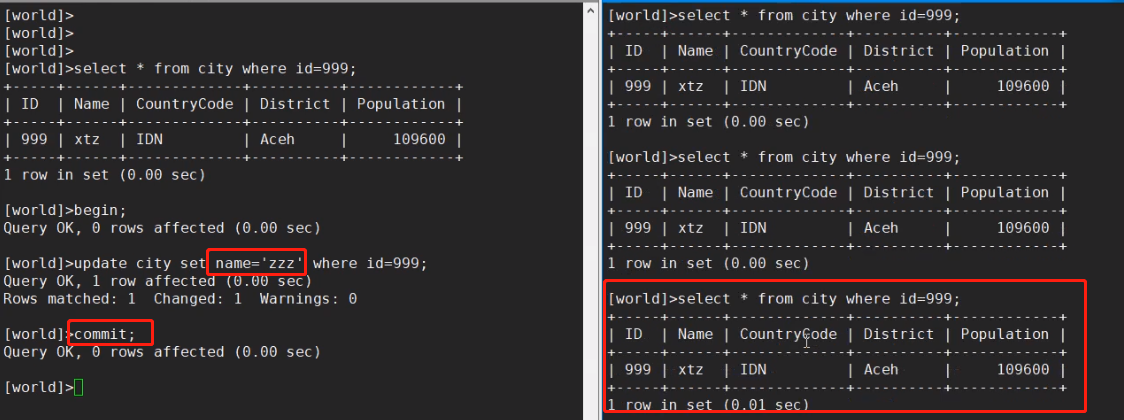 [world]>
[world]>
[world]>
[world]>select * from city where id=999;
+-----+------+-------------+----------+------------+
| ID  | Name | CountryCode | District | Population |
+-----+------+-------------+----------+------------+
| 999 | xtz  | IDN         | Aceh     |     109600 |
+-----+------+-------------+----------+------------+
1 row in set (0.00 sec)
[world]>begin;
Query OK, 0 rows affected (0.00 sec)
[world]>update city set name='zzz' where id=999;
Query OK, 1 row affected (0.00 sec)
Rows matched: 1  Changed: 1  Warnings: 0
[world]>commit;
Query OK, 0 rows affected (0.00 sec)
[world]>
[world]>select * from city where id=999;
+-----+------+-------------+----------+------------+
| ID  | Name | CountryCode | District | Population |
+-----+------+-------------+----------+------------+
| 999 | xtz  | IDN         | Aceh     |     109600 |
+-----+------+-------------+----------+------------+
1 row in set (0.00 sec)
[world]>select * from city where id=999;
+-----+------+-------------+----------+------------+
| ID  | Name | CountryCode | District | Population |
+-----+------+-------------+----------+------------+
| 999 | xtz  | IDN         | Aceh     |     109600 |
+-----+------+-------------+----------+------------+
1 row in set (0.00 sec)
[world]>select * from city where id=999;
+-----+------+-------------+----------+------------+
| ID  | Name | CountryCode | District | Population |
+-----+------+-------------+----------+------------+
| 999 | xtz  | IDN         | Aceh     |     109600 |
+-----+------+-------------+----------+------------+
1 row in set (0.01 sec)